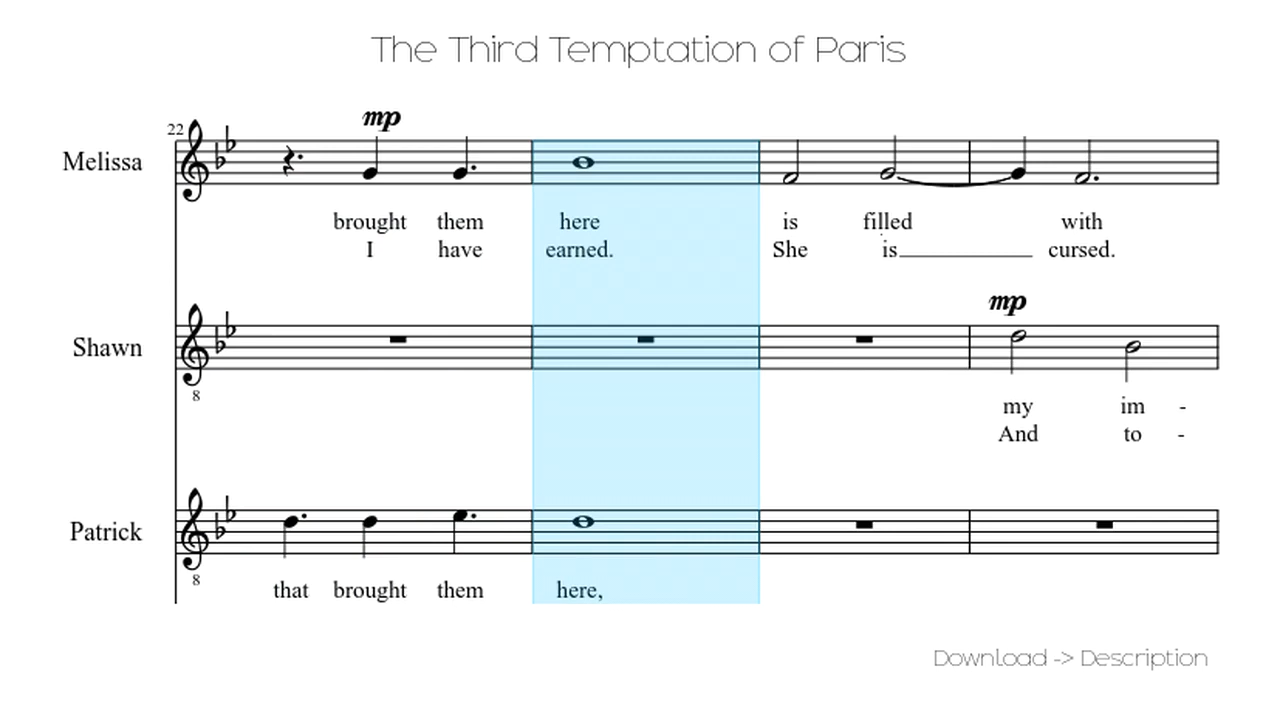 The Third Temptation of Paris
mp
22
Melissa
brought them here is filled with
I have earned. She is cursed.
mp
Shawn
8
my im -
And to -
Patrick
8
that brought them here,
Download -> Description